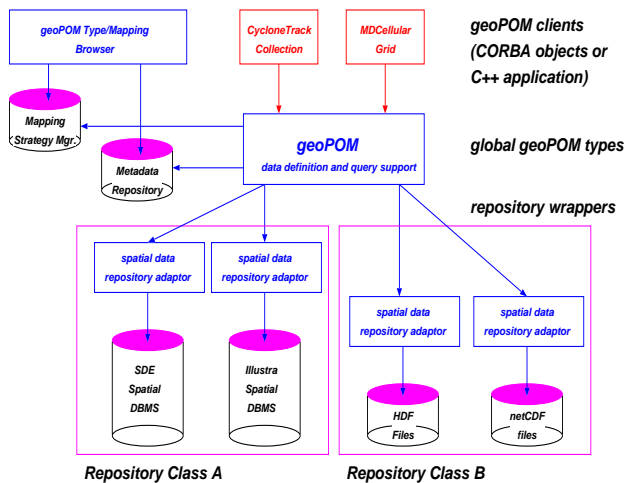 geoPOM Type/Mapping
Browser
CycloneTrack
Collection
MDCellular
Grid
geoPOM clients
(CORBA objects or
C++ application)
Mapping
Strategy Mgr.
Metadata
Repository
geoPOM
data definition and query support
global geoPOM types
repository wrappers
spatial data
repository adaptor
spatial data
repository adaptor
spatial data
repository adaptor
spatial data
repository adaptor
SDE
Spatial
DBMS
Illustra
Spatial
DBMS
HDF
Files
netCDF
files
Repository Class A
Repository Class B